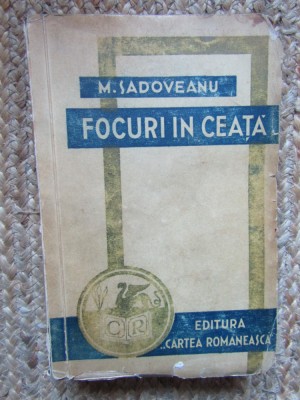 M. SADOVEANU
FOCURI IN CEAȚĂ
C R
EDITURA
„CARTEA ROMÂNEASCĂ"